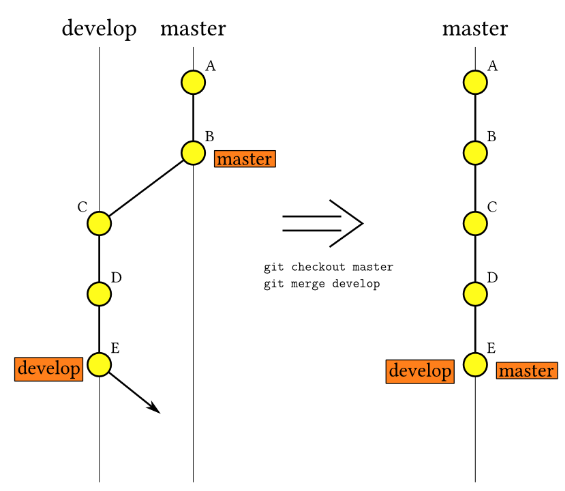 develop master
A
B
master
C
D
E
develop
git checkout master
git merge develop
master
A
B
C
D
E
develop
master